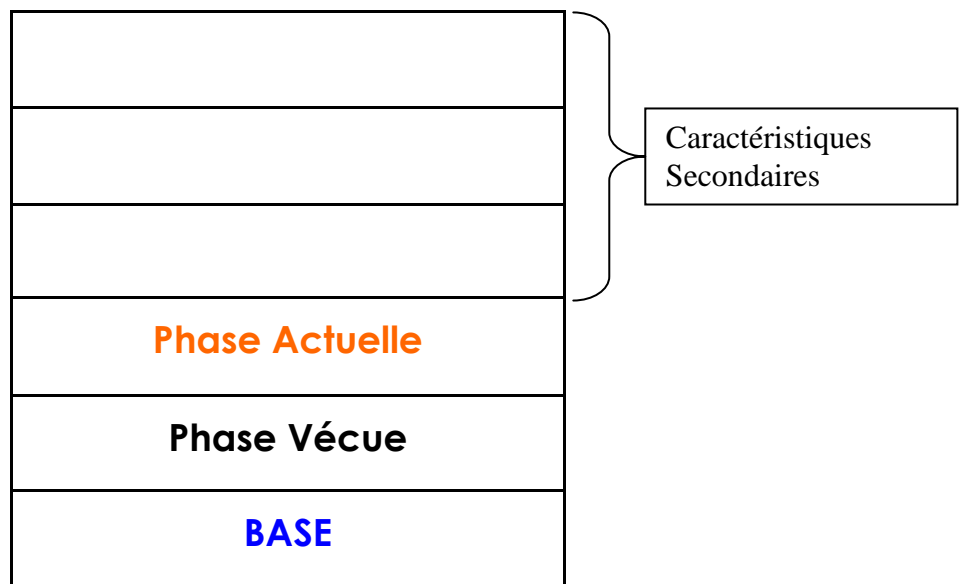 Caractéristiques
Secondaires
Phase Actuelle
Phase Vécue
BASE